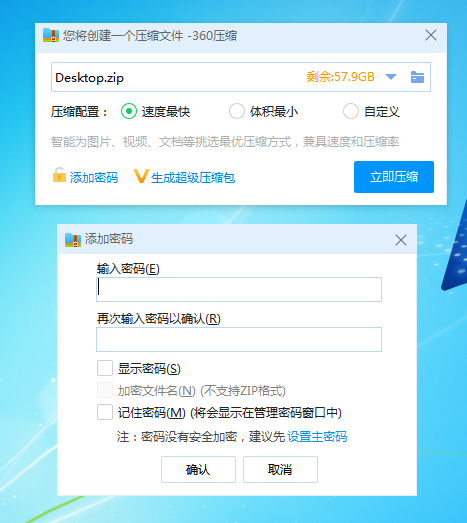 您将创建一个压缩文件 -360压缩
Desktop.zip 剩余:57.9GB
压缩配置： 速度最快 体积最小 自定义
智能为图片、视频、文档等挑选最优压缩方式，兼具速度和压缩率
添加密码 生成超级压缩包 立即压缩
添加密码
输入密码(E)
再次输入密码以确认(R)
显示密码(S)
加密文件名(N) (不支持ZIP格式)
记住密码(M) (将会显示在管理密码窗口中)
注：密码没有安全加密，建议先 设置主密码
确认 取消